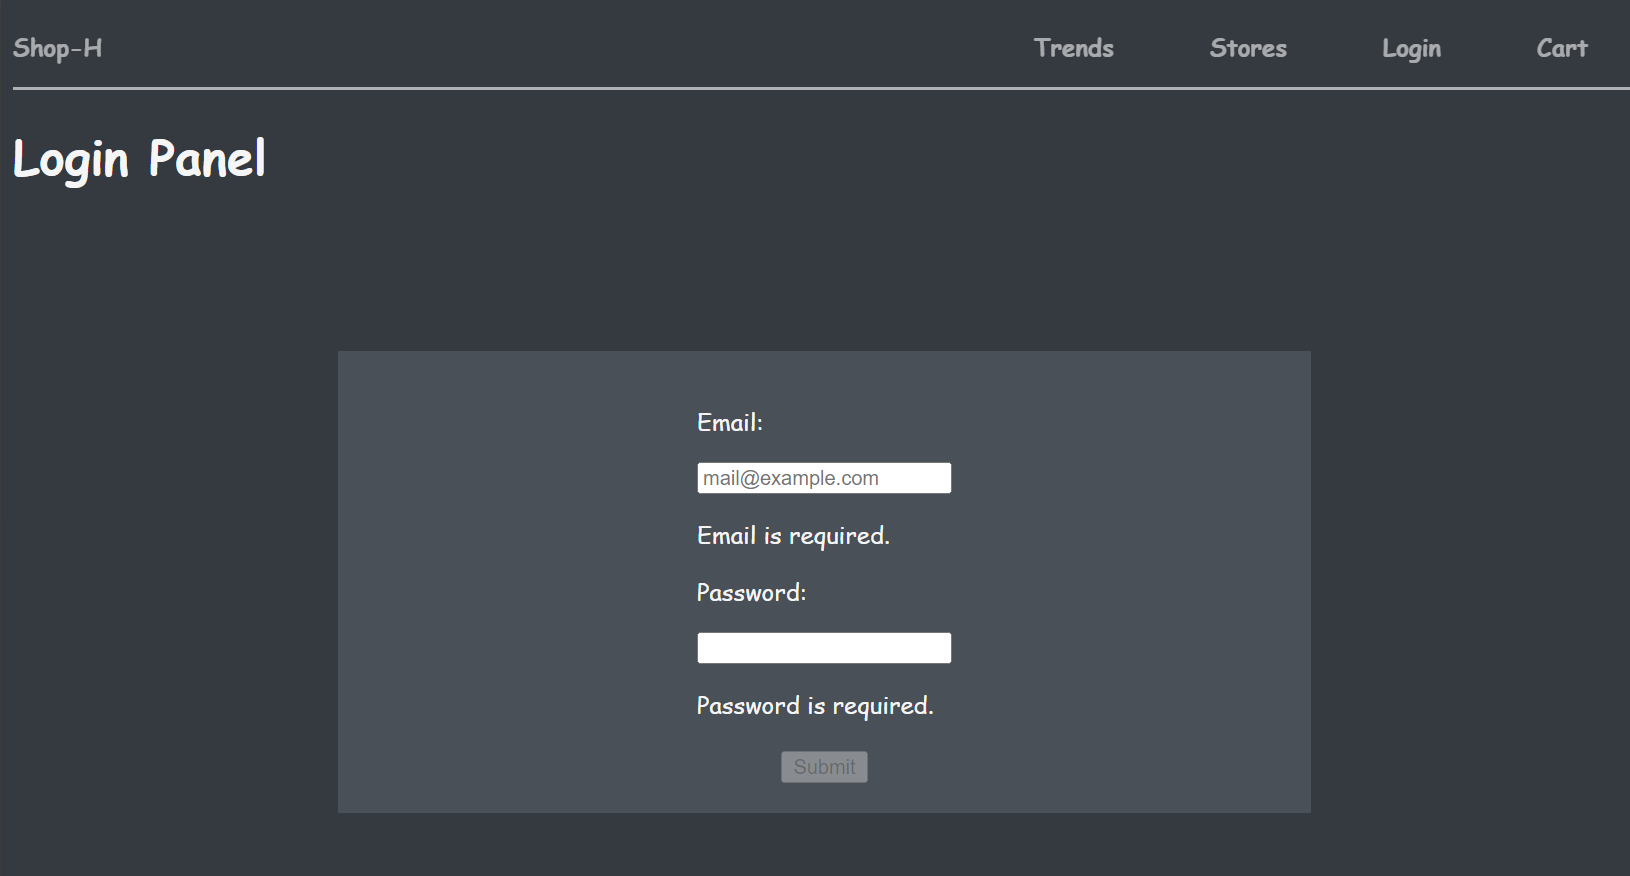 Shop-H Trends Stores Login Cart
Login Panel
Email:
mail@example.com
Email is required.
Password:
Password is required.
Submit